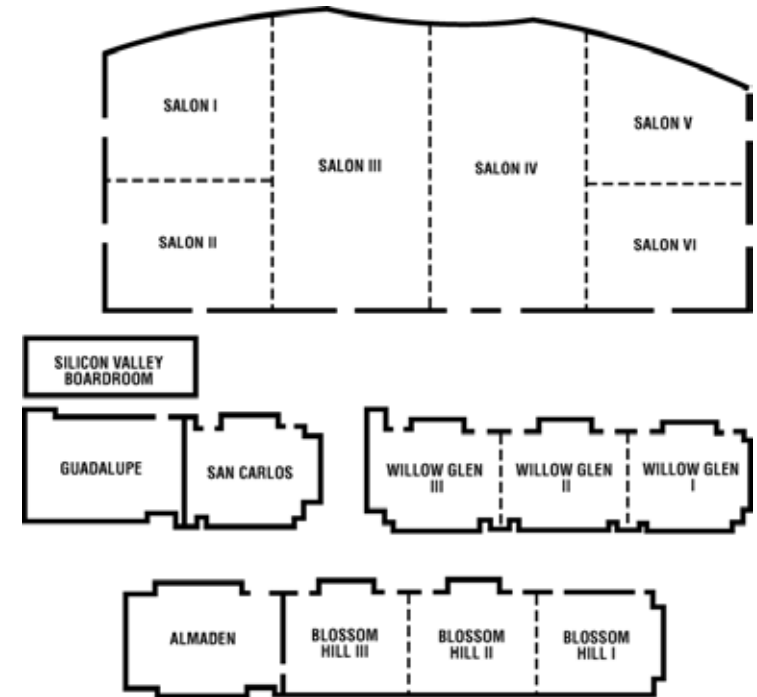 SALON I
SALON V
SALON III
SALON IV
SALON II
SALON VI
SILICON VALLEY
BOARDROOM
GUADALUPE
SAN CARLOS
WILLOW GLEN
III
WILLOW GLEN
II
WILLOW GLEN
I
ALMADEN
BLOSSOM
HILL III
BLOSSOM
HILL II
BLOSSOM
HILL I